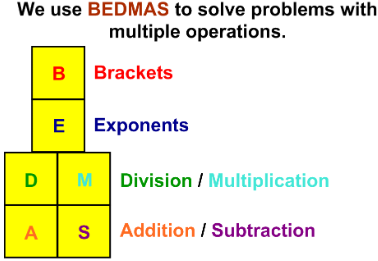 We use BEDMAS to solve problems with
multiple operations.
B Brackets
E Exponents
D M Division / Multiplication
A S Addition / Subtraction